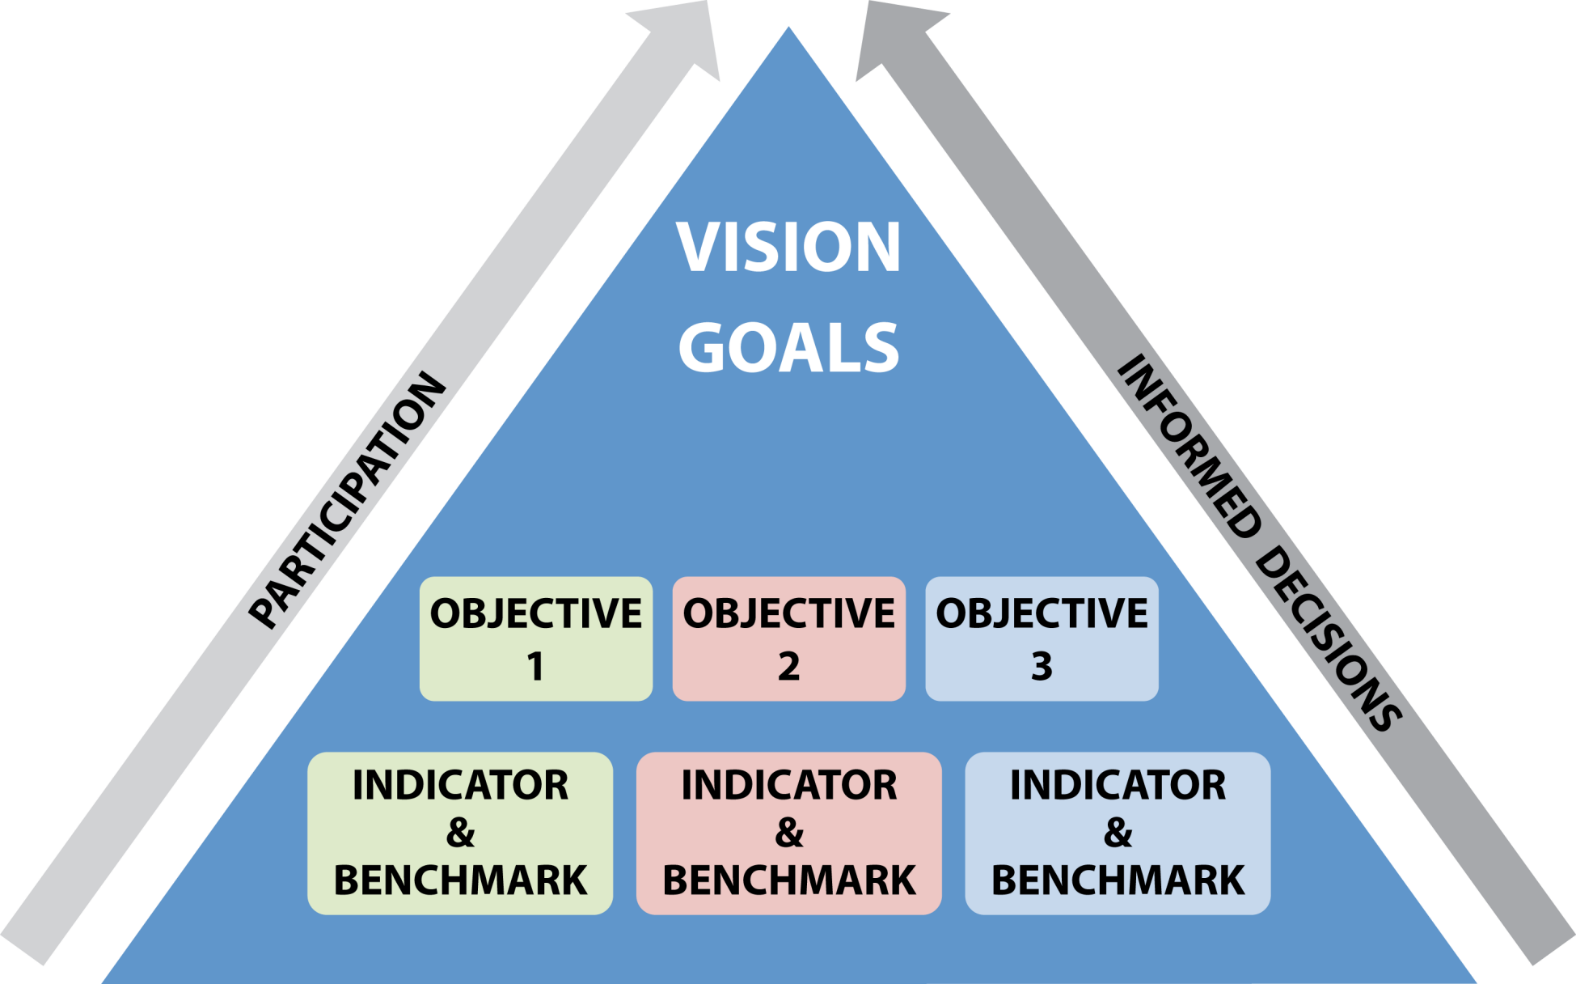 VISION
GOALS
PARTICIPATION
INFORMED DECISIONS
OBJECTIVE
1
OBJECTIVE
2
OBJECTIVE
3
INDICATOR
&
BENCHMARK
INDICATOR
&
BENCHMARK
INDICATOR
&
BENCHMARK